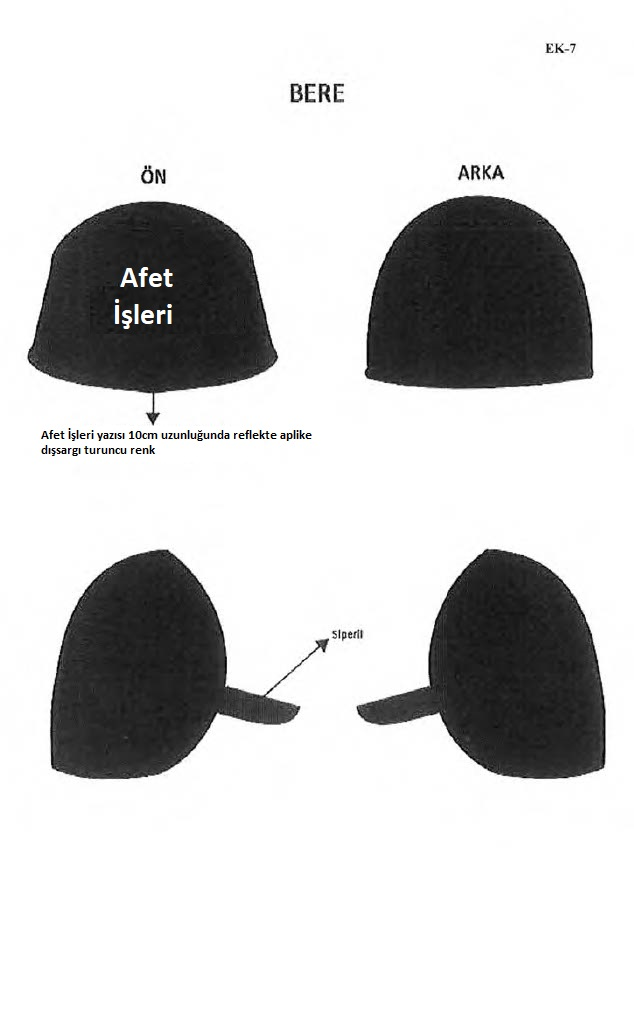 EK-7
BERE
ÖN
ARKA
Afet
İşleri
Afet İşleri yazısı 10cm uzunluğunda reflekte aplike
dışsargı turuncu renk
Siperli